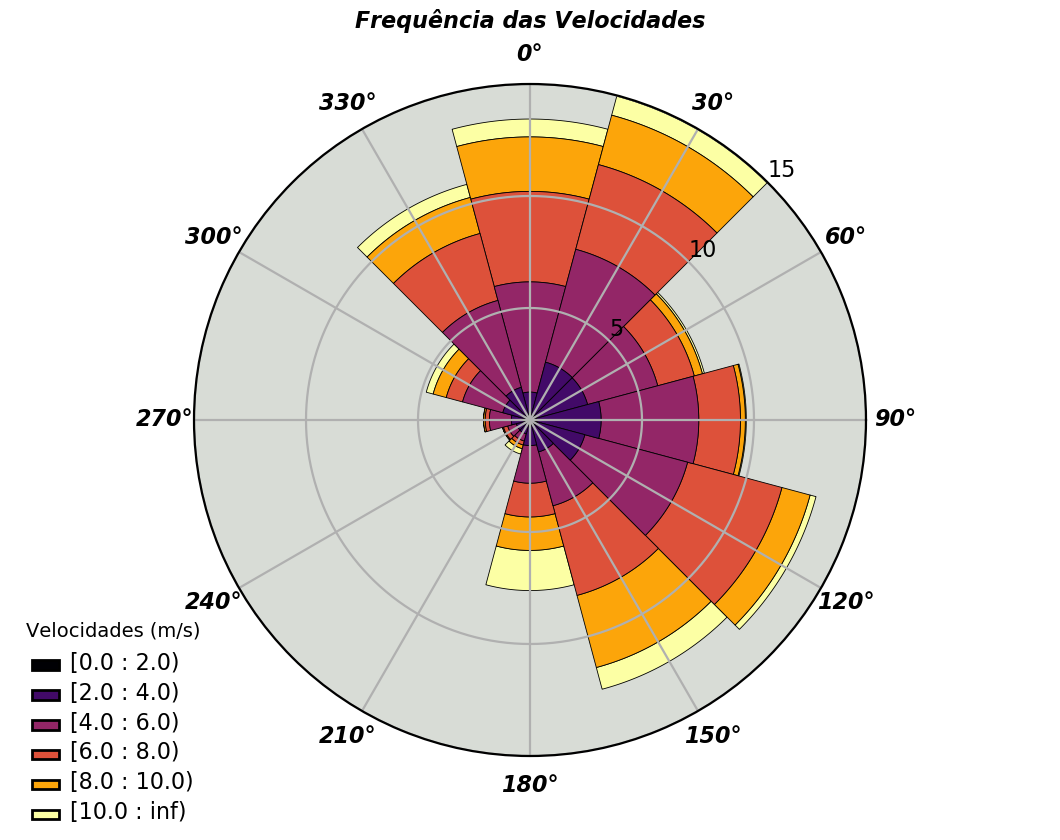 Frequência das Velocidades
0°
330°
30°
15
300°
60°
10
5
270°
90°
240°
120°
210°
150°
180°
Velocidades (m/s)
[0.0 : 2.0)
[2.0 : 4.0)
[4.0 : 6.0)
[6.0 : 8.0)
[8.0 : 10.0)
[10.0 : inf)